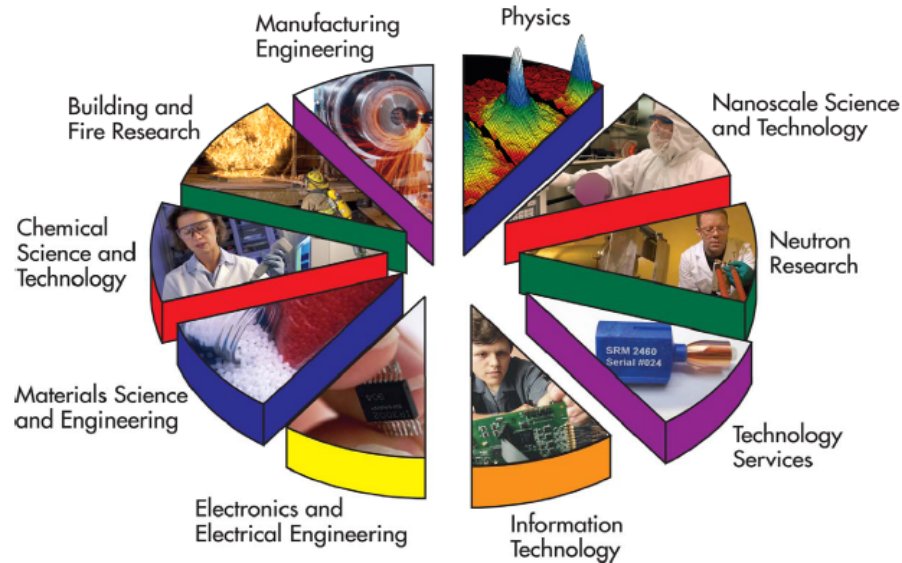 Physics
Manufacturing
Engineering
Building and
Fire Research
Nanoscale Science
and Technology
Chemical
Science and
Technology
Neutron
Research
SRM 2460
Serial #024
Materials Science
and Engineering
Technology
Services
Electronics and
Electrical Engineering
Information
Technology